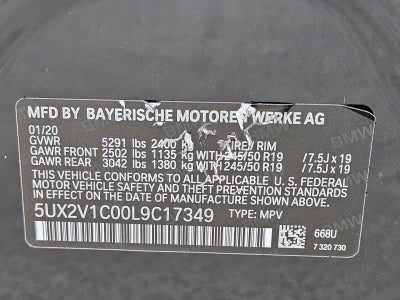 MFD BY BAYERISCHE MOTOREN WERKE AG
01/20
GVWR 5291 lbs 2400 kg TIRE/RIM
GAWR FRONT 2502 lbs 1135 kg WITH 245/50 R19 /7.5J x 19
GAWR REAR 3042 lbs 1380 kg WITH 245/50 R19 /7.5J x 19
THIS VEHICLE CONFORMS TO ALL APPLICABLE U.S. FEDERAL
SAFETY AND THEFT PREVENTION STANDARDS
IN EFFECT ON THE DATE OF MANUFACTURE SHOWN ABOVE.
5UX2V1C00L9C17349 TYPE: MPV
668U
7 320 730